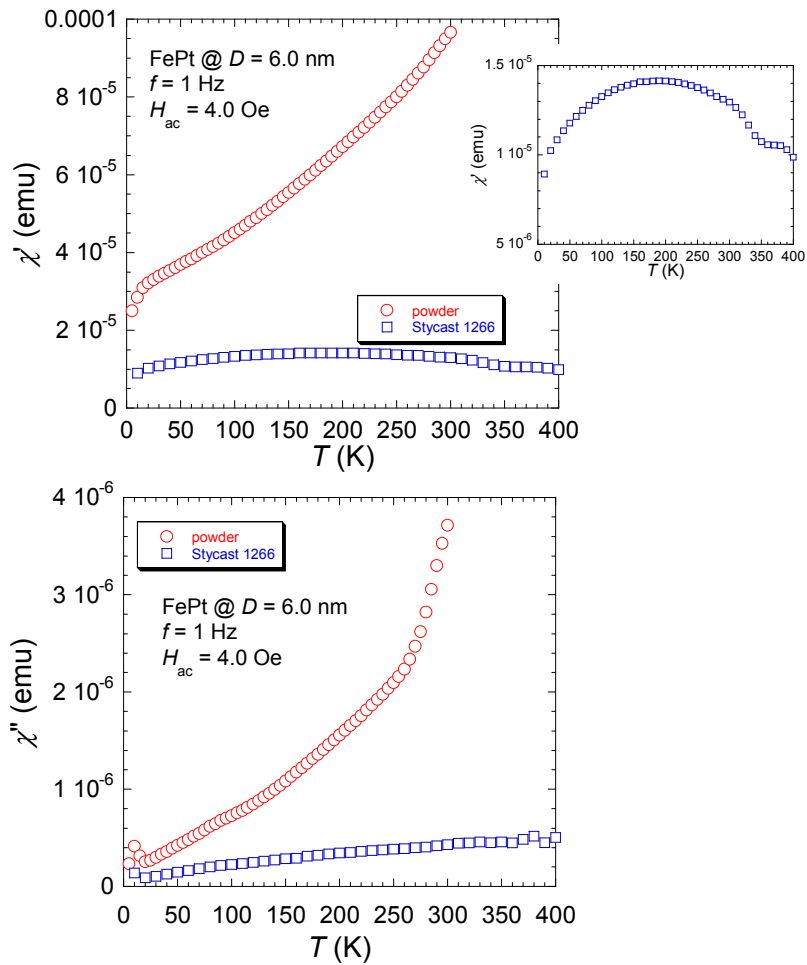 0.0001
8 10⁻⁵
6 10⁻⁵
4 10⁻⁵
2 10⁻⁵
0
χ' (emu)
FePt @ D = 6.0 nm
f = 1 Hz
H_ac = 4.0 Oe
powder
Stycast 1266
0 50 100 150 200 250 300 350 400
T (K)
1.5 10⁻⁵
1 10⁻⁵
5 10⁻⁶
χ' (emu)
0 50 100 150 200 250 300 350 400
T (K)
4 10⁻⁶
3 10⁻⁶
2 10⁻⁶
1 10⁻⁶
0
χ'' (emu)
powder
Stycast 1266
FePt @ D = 6.0 nm
f = 1 Hz
H_ac = 4.0 Oe
0 50 100 150 200 250 300 350 400
T (K)